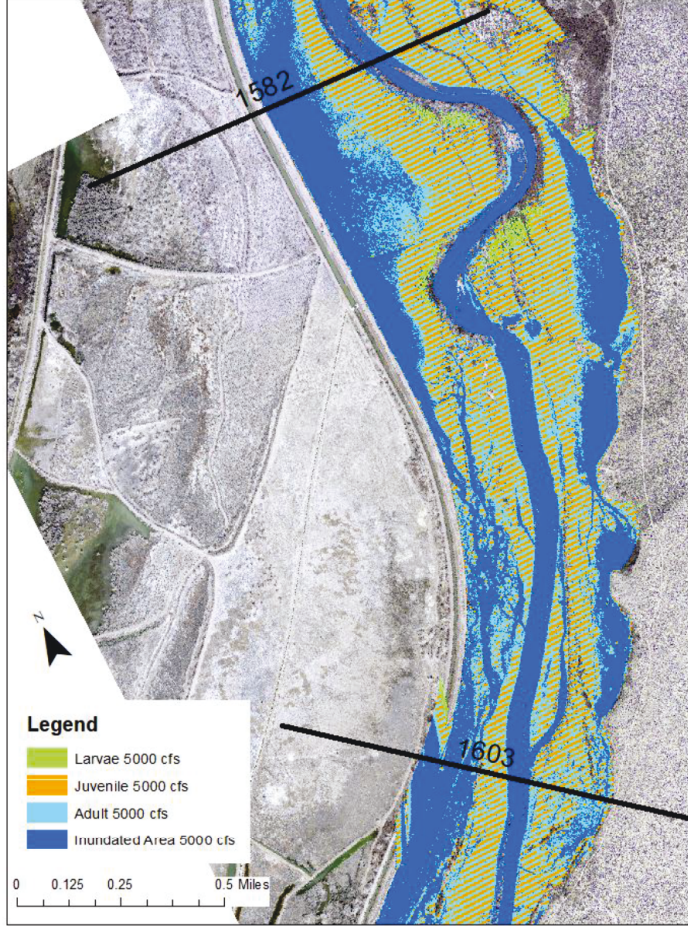 1582
N
1603
Legend
Larvae 5000 cfs
Juvenile 5000 cfs
Adult 5000 cfs
Inundated Area 5000 cfs
0 0.125 0.25 0.5 Miles